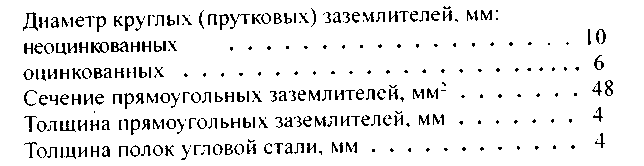 Диаметр круглых (прутковых) заземлителей, мм:
неоцинкованных . . . . . . . . . . . . . . . . . . 10
оцинкованных . . . . . . . . . . . . . . . . . . . . . 6
Сечение прямоугольных заземлителей, мм² . . . . . . . 48
Толщина прямоугольных заземлителей, мм . . . . . . . 4
Толщина полок угловой стали, мм . . . . . . . . . . . . 4